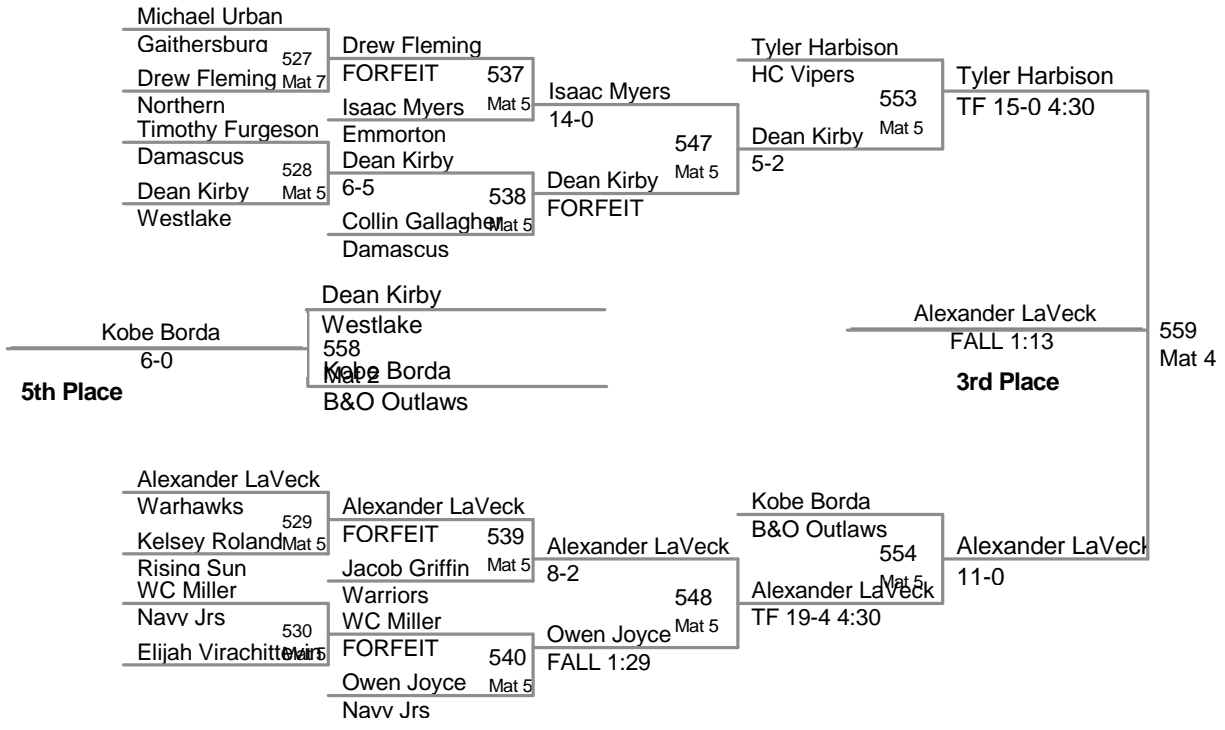 Michael Urban
Gaithersburg
527
Drew Fleming Mat 7
Northern
Timothy Furgeson
Damascus
528
Dean Kirby Mat 5
Westlake
Drew Fleming
FORFEIT 537
Isaac Myers Mat 5
Emmorton
Dean Kirby
6-5 538
Collin Gallagher Mat 5
Damascus
Isaac Myers
14-0
547
Mat 5
Dean Kirby
FORFEIT
Tyler Harbison
HC Vipers
553
Dean Kirby Mat 5
5-2
Tyler Harbison
TF 15-0 4:30
Dean Kirby
Westlake
558
Mat 2
Kobe Borda
B&O Outlaws
Kobe Borda
6-0
5th Place
Alexander LaVeck
FALL 1:13
3rd Place
559
Mat 4
Alexander LaVeck
Warhawks
529
Kelsey Roland Mat 5
Rising Sun
WC Miller
Navy Jrs
530
Elijah Virachittevin Mat 5
Alexander LaVeck
FORFEIT 539
Jacob Griffin Mat 5
Warriors
WC Miller
FORFEIT 540
Owen Joyce Mat 5
Navy Jrs
Alexander LaVeck
8-2
548
Mat 5
Owen Joyce
FALL 1:29
Kobe Borda
B&O Outlaws
554
Mat 5
Alexander LaVeck
TF 19-4 4:30
Alexander LaVeck
11-0